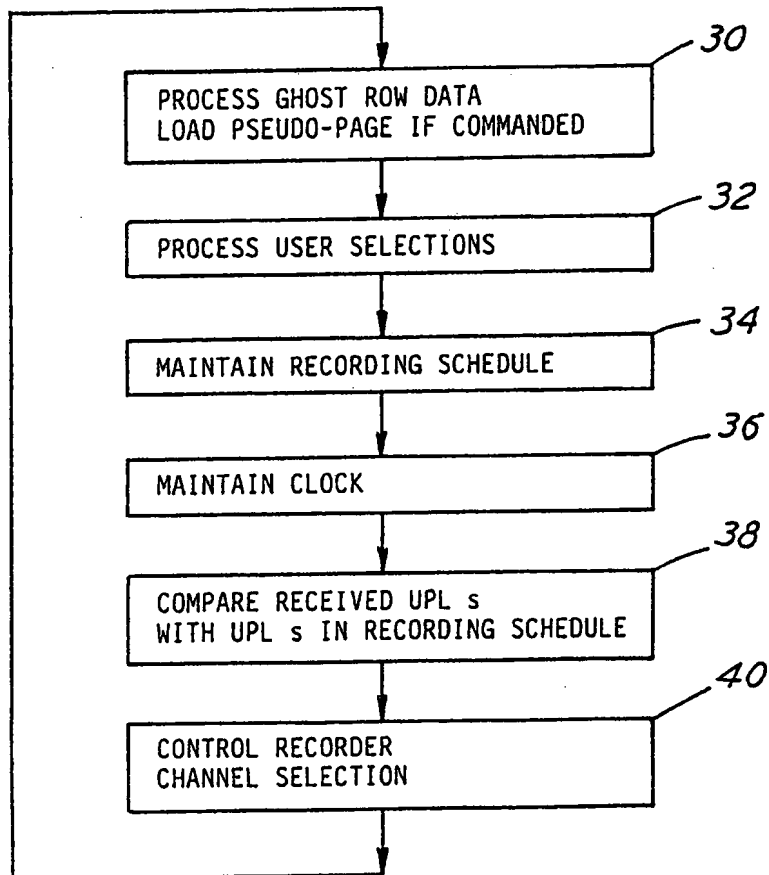 30
PROCESS GHOST ROW DATA
LOAD PSEUDO-PAGE IF COMMANDED
32
PROCESS USER SELECTIONS
34
MAINTAIN RECORDING SCHEDULE
36
MAINTAIN CLOCK
38
COMPARE RECEIVED UPL s
WITH UPL s IN RECORDING SCHEDULE
40
CONTROL RECORDER
CHANNEL SELECTION